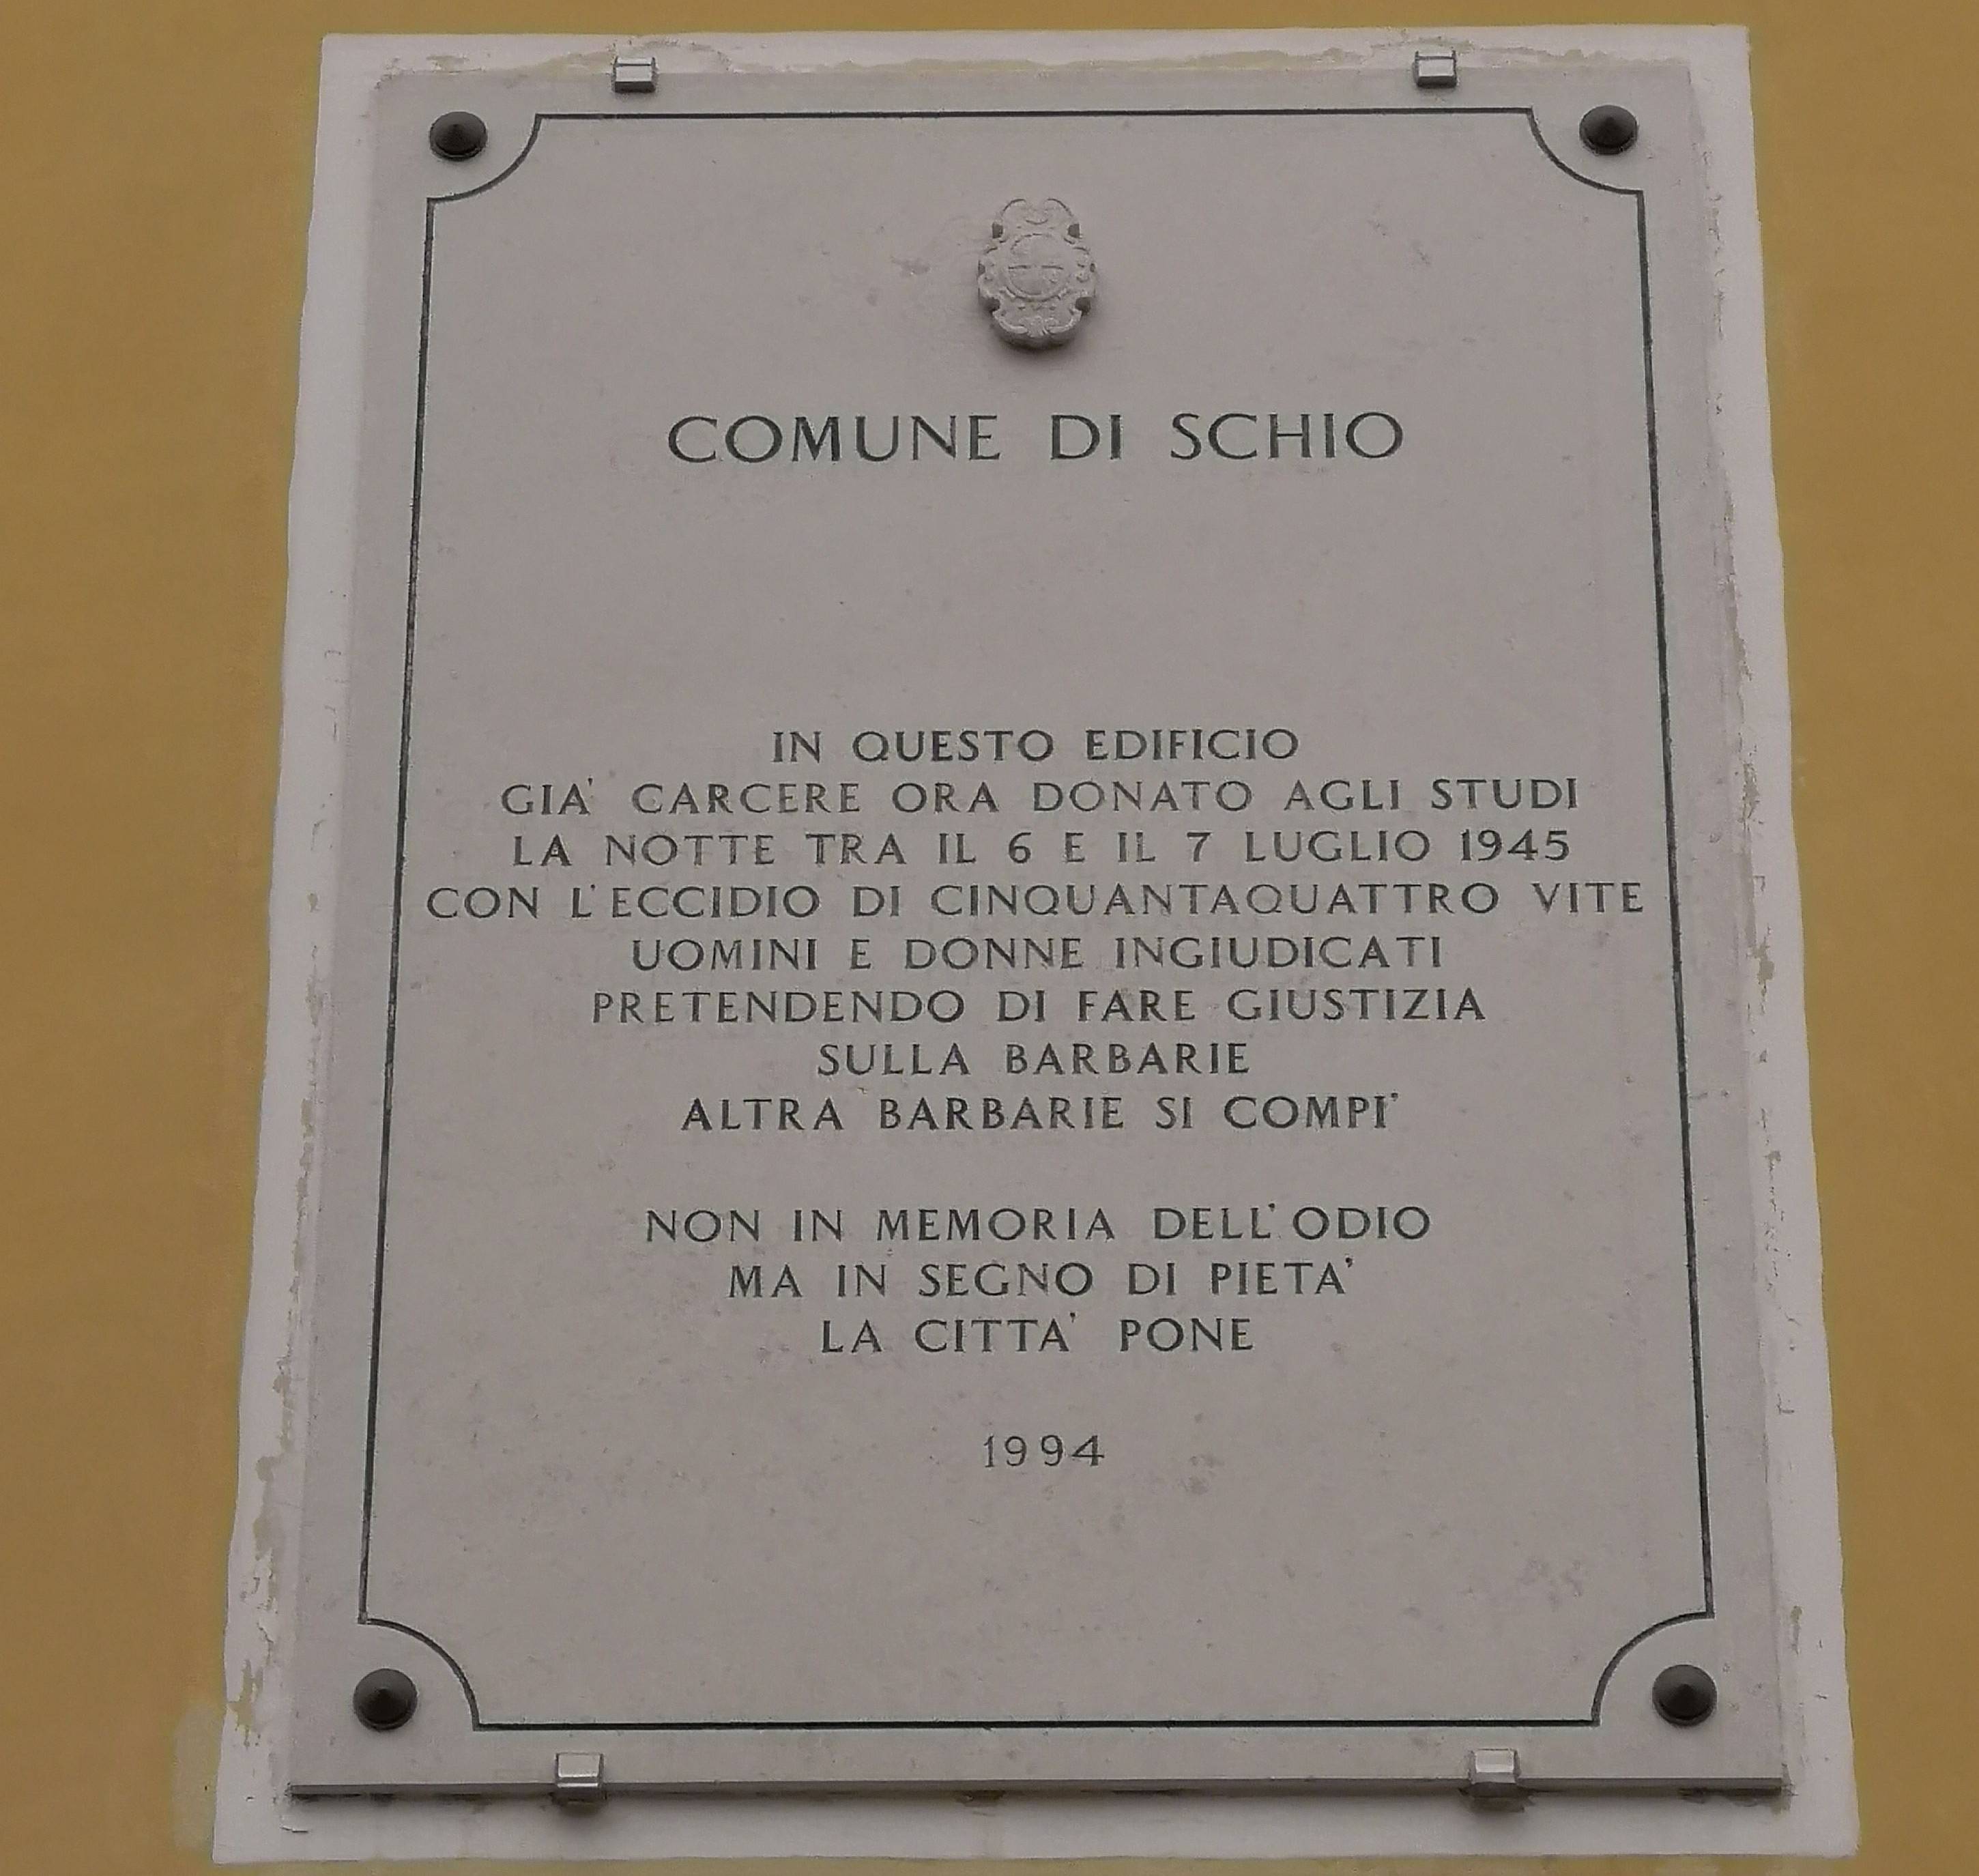 COMUNE DI SCHIO
IN QUESTO EDIFICIO
GIA' CARCERE ORA DONATO AGLI STUDI
LA NOTTE TRA IL 6 E IL 7 LUGLIO 1945
CON L'ECCIDIO DI CINQUANTAQUATTRO VITE
UOMINI E DONNE INGIUDICATI
PRETENDENDO DI FARE GIUSTIZIA
SULLA BARBARIE
ALTRA BARBARIE SI COMPI'
NON IN MEMORIA DELL'ODIO
MA IN SEGNO DI PIETA'
LA CITTA' PONE
1994